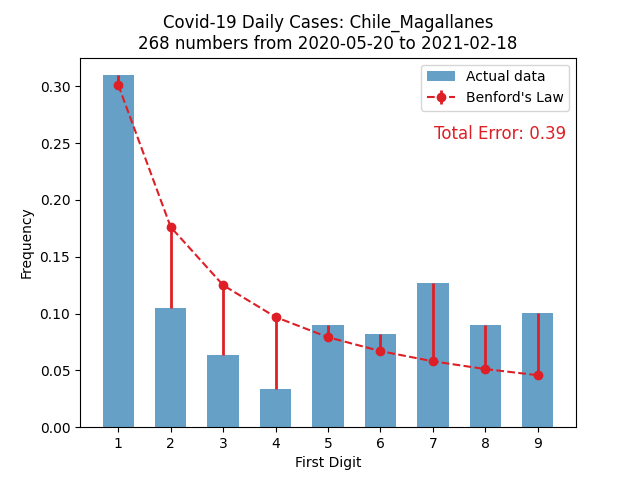 Covid-19 Daily Cases: Chile_Magallanes
268 numbers from 2020-05-20 to 2021-02-18
Actual data
Benford's Law
Total Error: 0.39
Frequency
0.30
0.25
0.20
0.15
0.10
0.05
0.00
1 2 3 4 5 6 7 8 9
First Digit